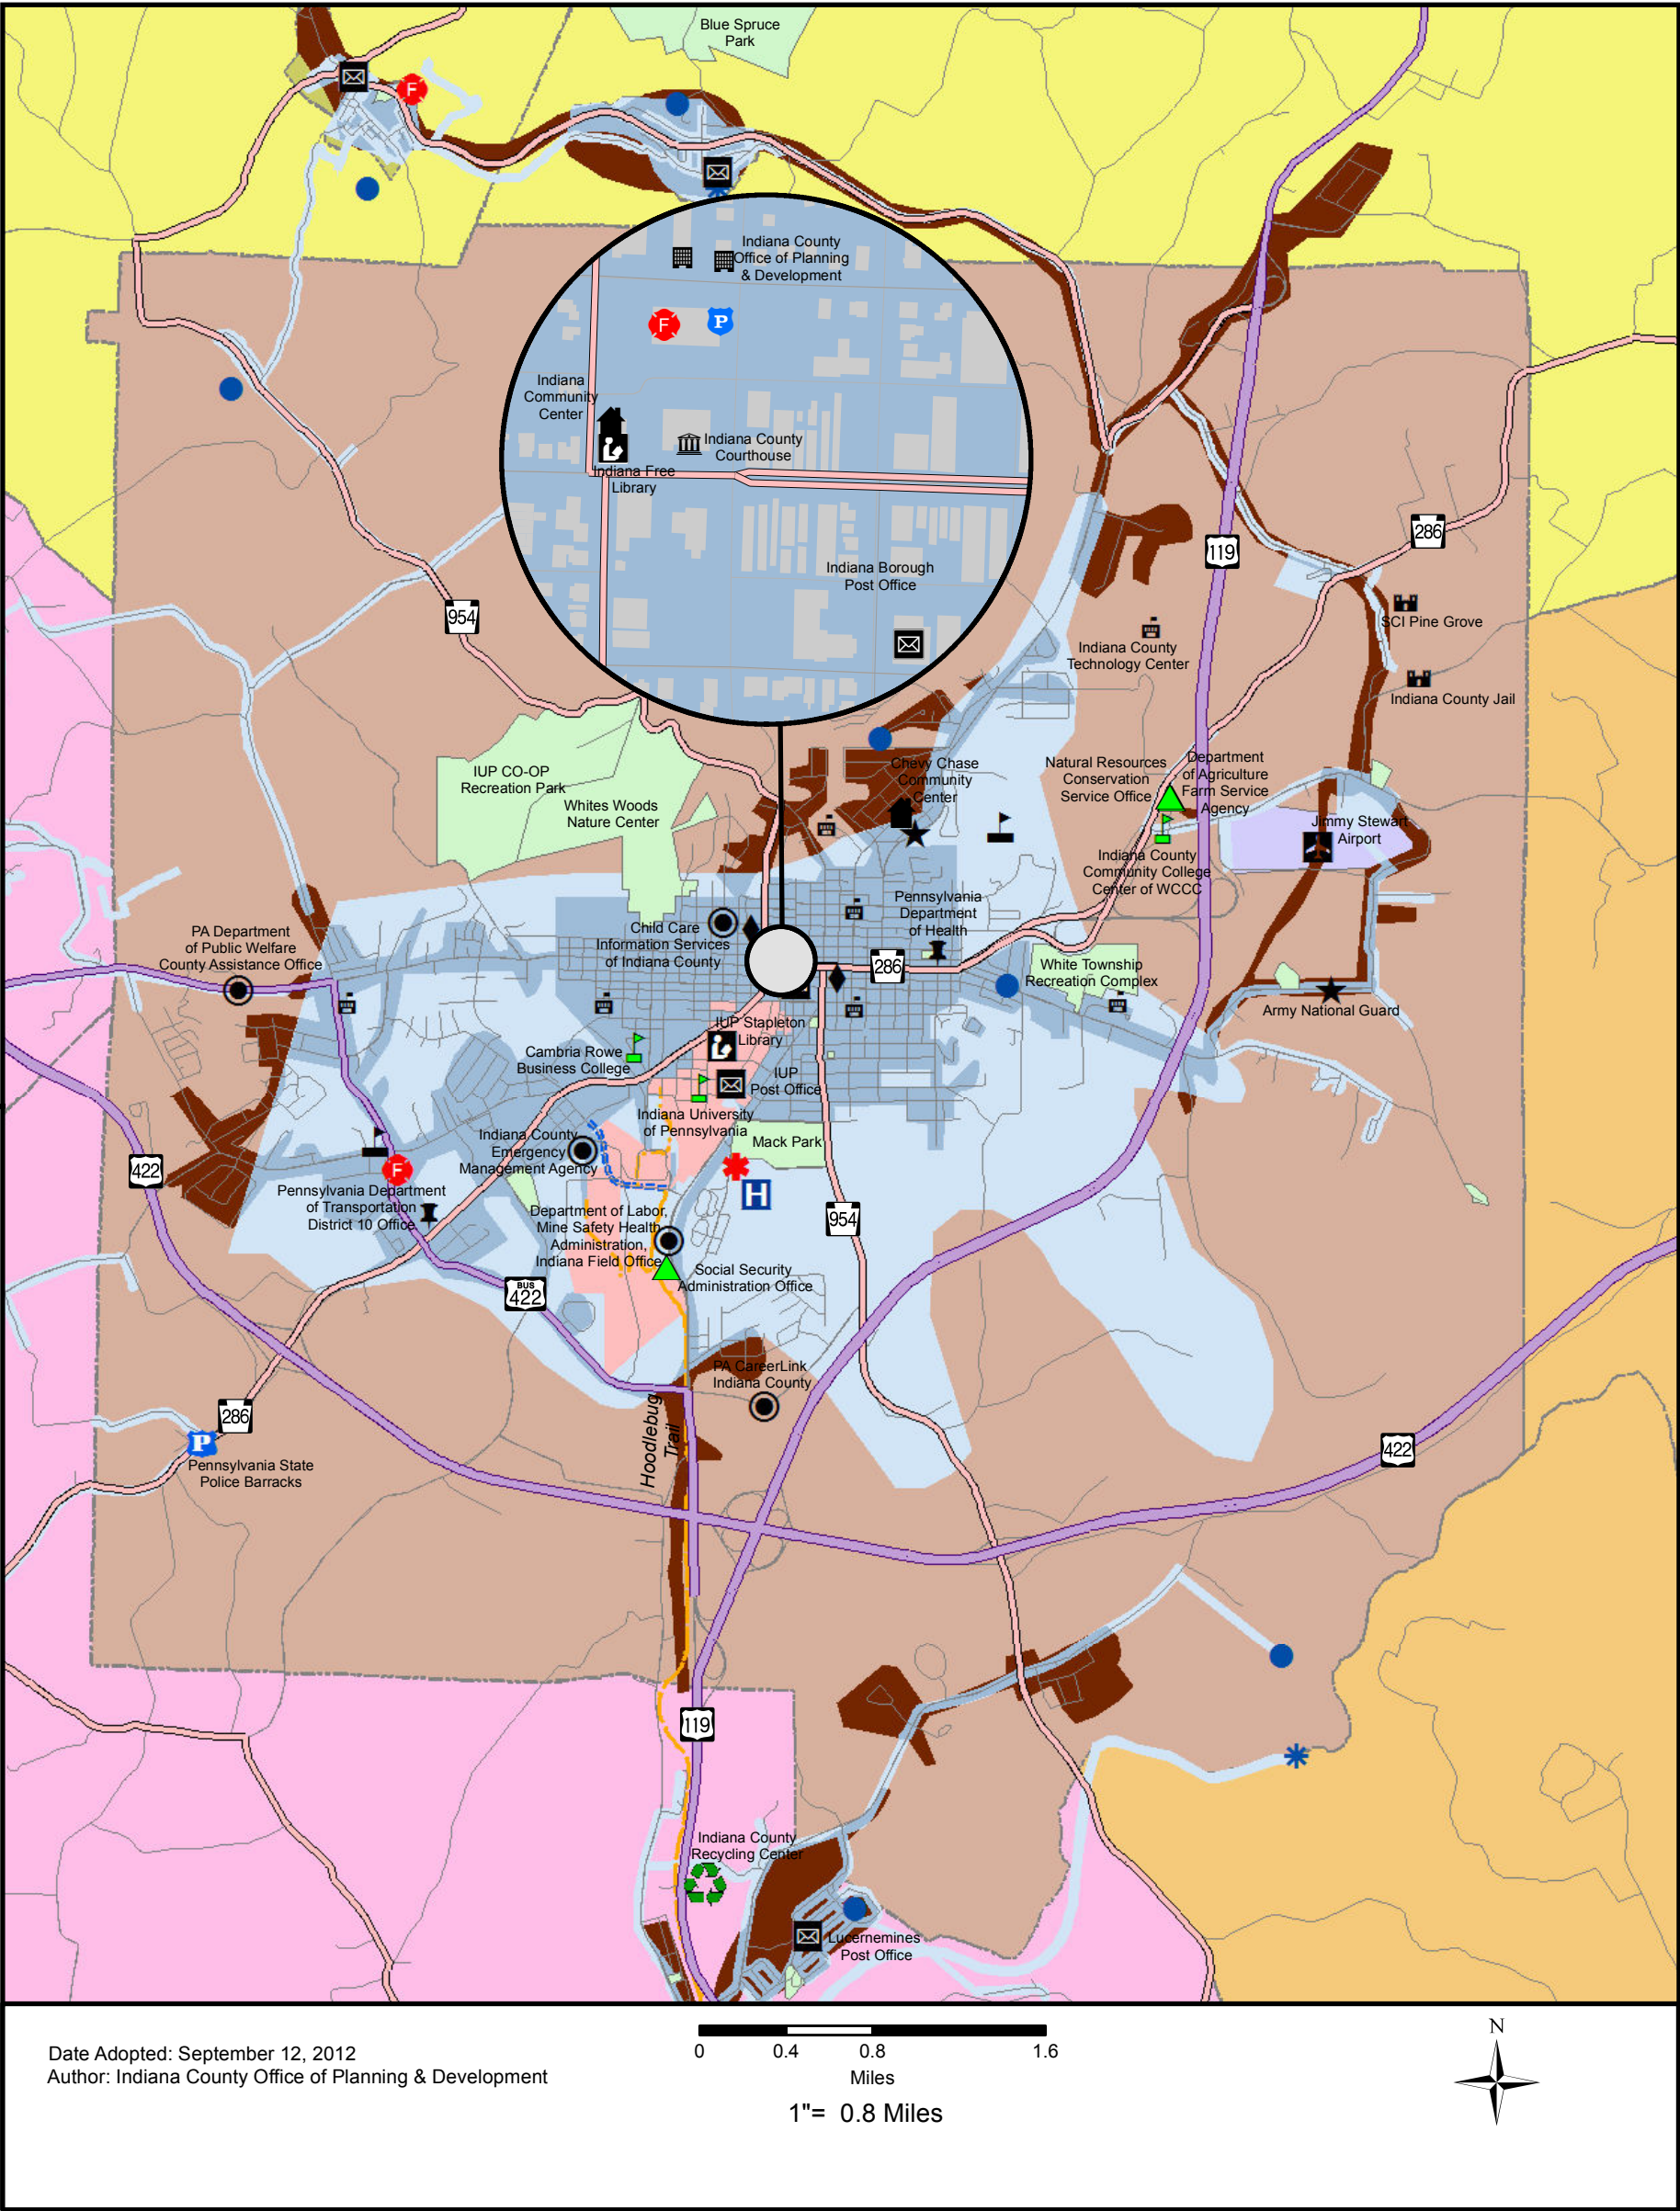 Blue Spruce
Park
F
Indiana County
Office of Planning
& Development
F
P
Indiana
Community
Center
Indiana County
Courthouse
Indiana Free
Library
Indiana Borough
Post Office
286
119
954
SCI Pine Grove
Indiana County
Technology Center
Indiana County Jail
IUP CO-OP
Recreation Park
Whites Woods
Nature Center
Chevy Chase
Community
Center
Natural Resources
Conservation
Service Office
Department
of Agriculture
Farm Service
Agency
Jimmy Stewart
Airport
Indiana County
Community College
Center of WCCC
Pennsylvania
Department
of Health
PA Department
of Public Welfare
County Assistance Office
Child Care
Information Services
of Indiana County
286
White Township
Recreation Complex
Army National Guard
IUP Stapleton
Library
Cambria Rowe
Business College
IUP
Post Office
Indiana University
of Pennsylvania
Mack Park
Indiana County
Emergency
Management Agency
422
F
H
Pennsylvania Department
of Transportation
District 10 Office
Department of Labor,
Mine Safety Health
Administration,
Indiana Field Office
954
Social Security
Administration Office
BUS
422
PA CareerLink
Indiana County
Hoodlebug
Trail
286
P
Pennsylvania State
Police Barracks
422
119
Indiana County
Recycling Center
Lucernemines
Post Office
Date Adopted: September 12, 2012
Author: Indiana County Office of Planning & Development
0 0.4 0.8 1.6
Miles
1"= 0.8 Miles
N